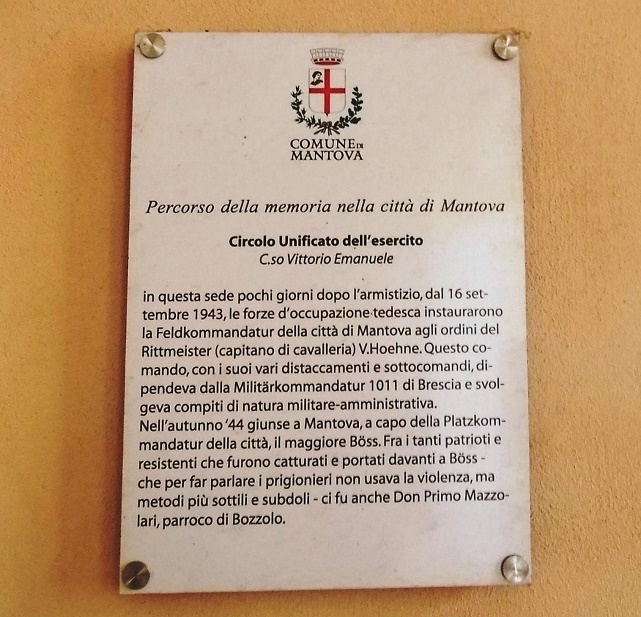 COMUNE DI
MANTOVA
Percorso della memoria nella città di Mantova
Circolo Unificato dell'esercito
C.so Vittorio Emanuele
in questa sede pochi giorni dopo l'armistizio, dal 16 set-
tembre 1943, le forze d'occupazione tedesca instaurarono
la Feldkommandatur della città di Mantova agli ordini del
Rittmeister (capitano di cavalleria) V.Hoehne. Questo co-
mando, con i suoi vari distaccamenti e sottocomandi, di-
pendeva dalla Militärkommandatur 1011 di Brescia e svol-
geva compiti di natura militare-amministrativa.
Nell'autunno '44 giunse a Mantova, a capo della Platzkom-
mandatur della città, il maggiore Böss. Fra i tanti patrioti e
resistenti che furono catturati e portati davanti a Böss -
che per far parlare i prigionieri non usava la violenza, ma
metodi più sottili e subdoli - ci fu anche Don Primo Mazzo-
lari, parroco di Bozzolo.